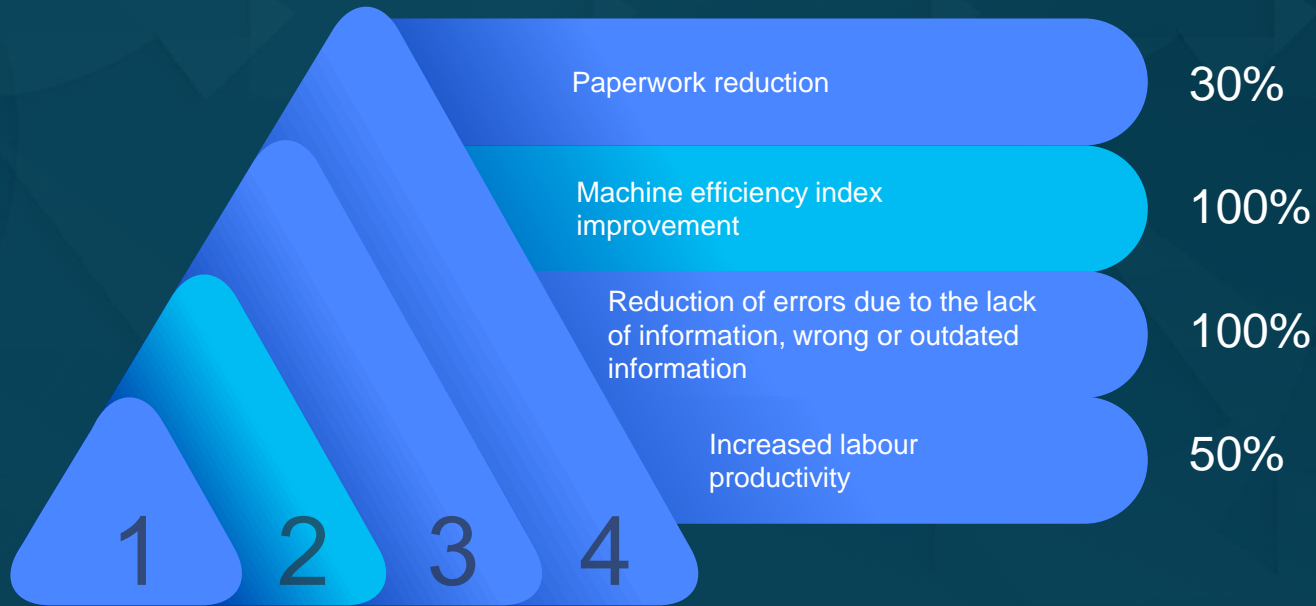 Paperwork reduction
30%
Machine efficiency index
improvement
100%
Reduction of errors due to the lack
of information, wrong or outdated
information
100%
Increased labour
productivity
50%
1 2 3 4